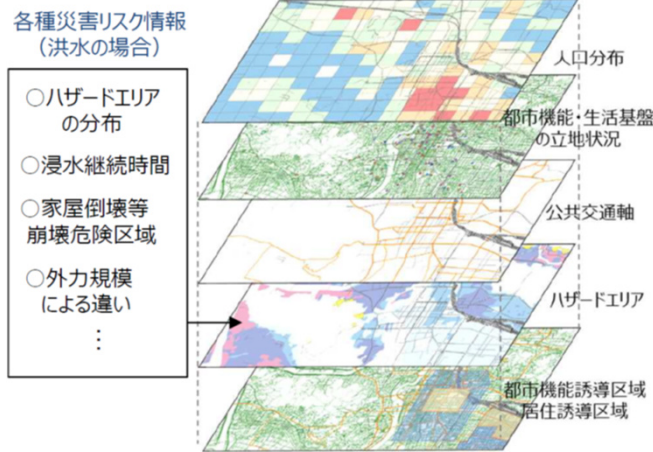 各種災害リスク情報
（洪水の場合）
○ハザードエリア
の分布
○浸水継続時間
○家屋倒壊等
崩壊危険区域
○外力規模
による違い
⋮
人口分布
都市機能・生活基盤
の立地状況
公共交通軸
ハザードエリア
都市機能誘導区域
居住誘導区域